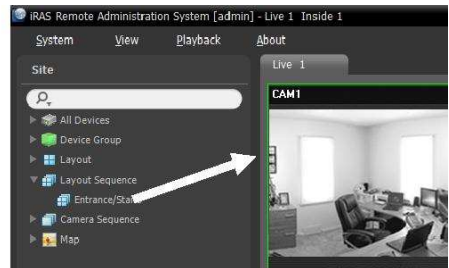 iRAS Remote Administration System [admin] - Live 1 Inside 1
System View Playback About
Site
Live 1
CAM1
All Devices
Device Group
Layout
Layout Sequence
Camera Sequence
Map